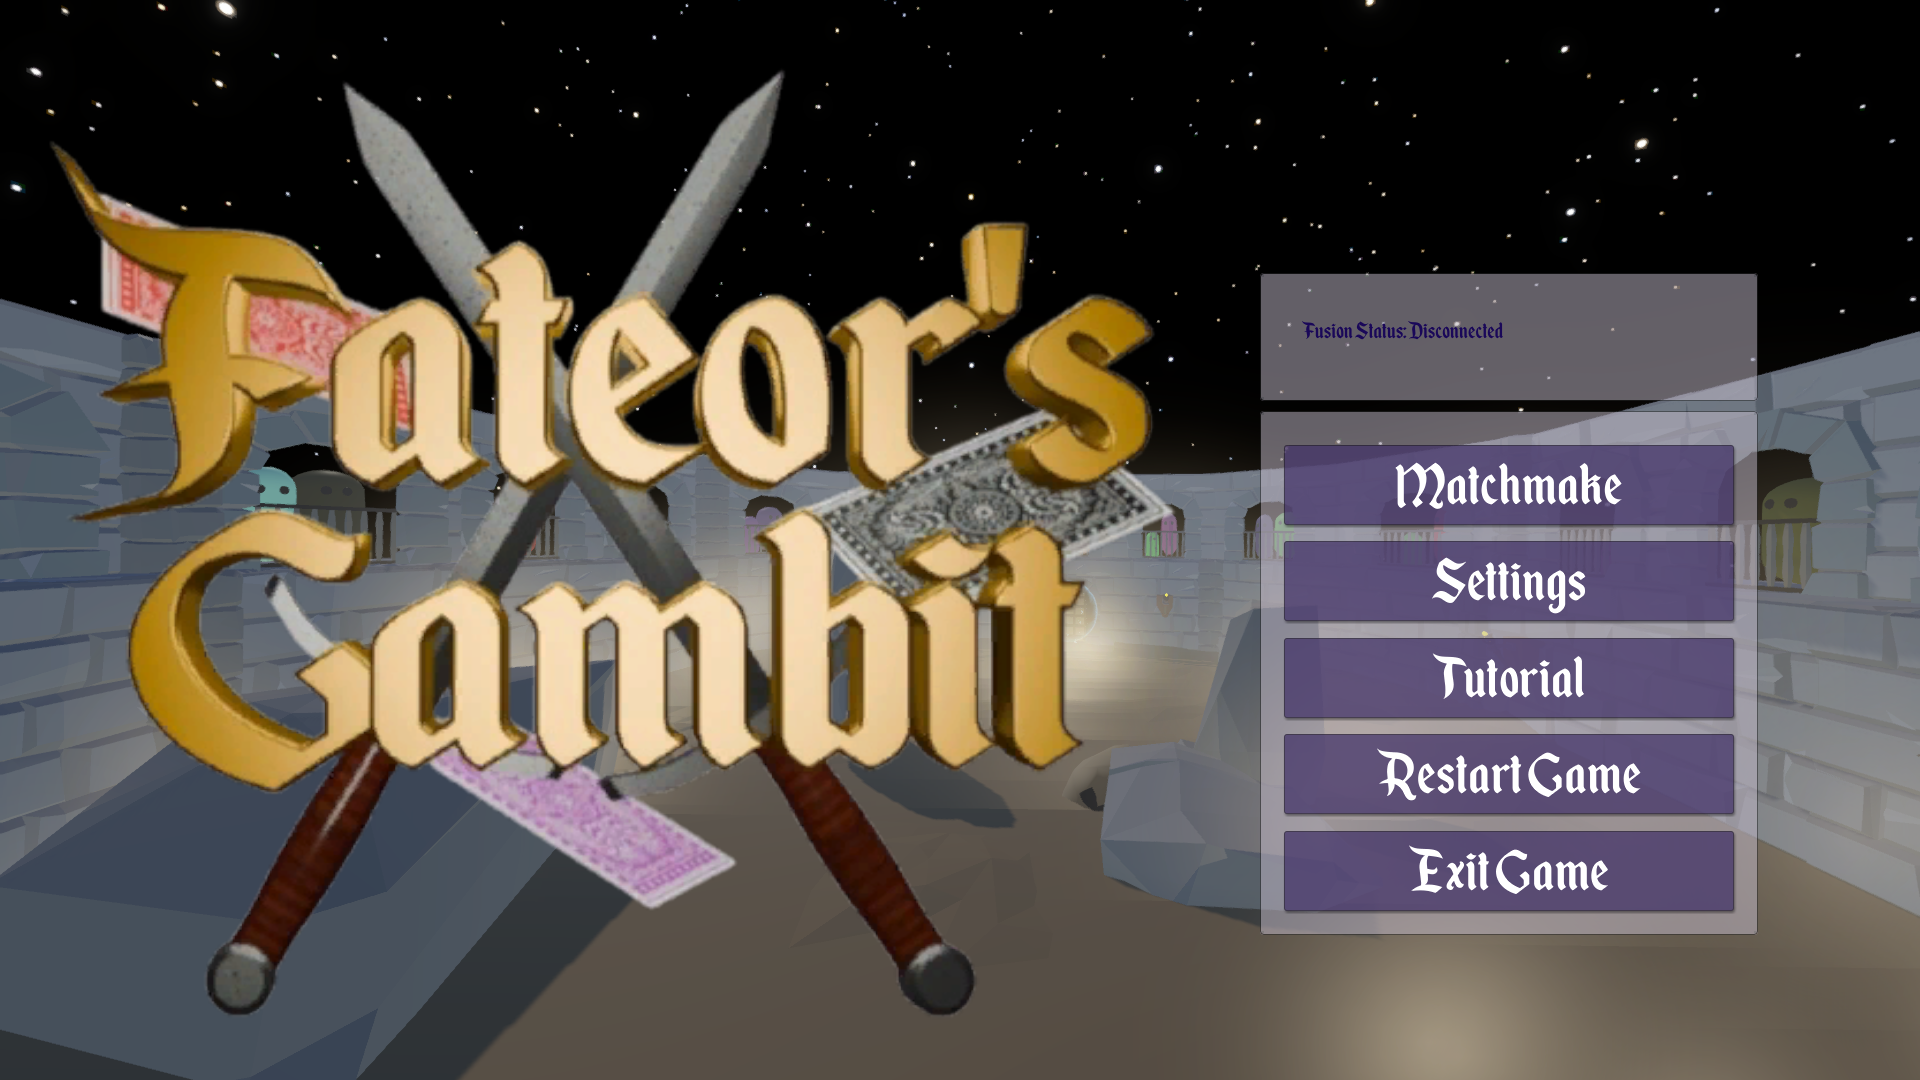 Fateor's
Gambit
Fusion Status: Disconnected
Matchmake
Settings
Tutorial
Restart Game
Exit Game